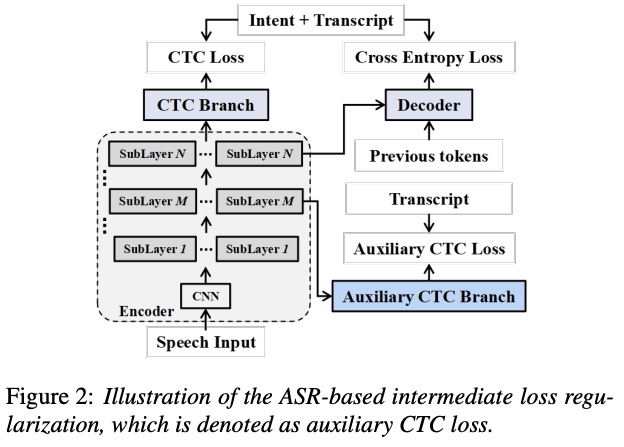 Intent + Transcript
CTC Loss
Cross Entropy Loss
CTC Branch
Decoder
SubLayer N ... SubLayer N
Previous tokens
SubLayer M ... SubLayer M
Transcript
SubLayer 1 ... SubLayer 1
Auxiliary CTC Loss
CNN
Auxiliary CTC Branch
Encoder
Speech Input
Figure 2: Illustration of the ASR-based intermediate loss regu-
larization, which is denoted as auxiliary CTC loss.